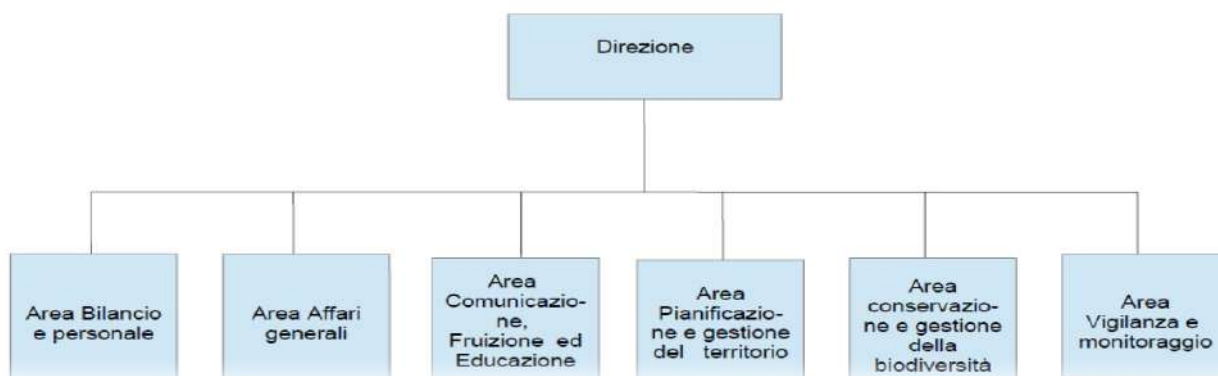 Direzione
Area Bilancio
e personale
Area Affari
generali
Area
Comunicazio-
ne,
Fruizione ed
Educazione
Area
Pianificazio-
ne e gestione
del territorio
Area
conservazio-
ne e gestione
della
biodiversità
Area
Vigilanza e
monitoraggio